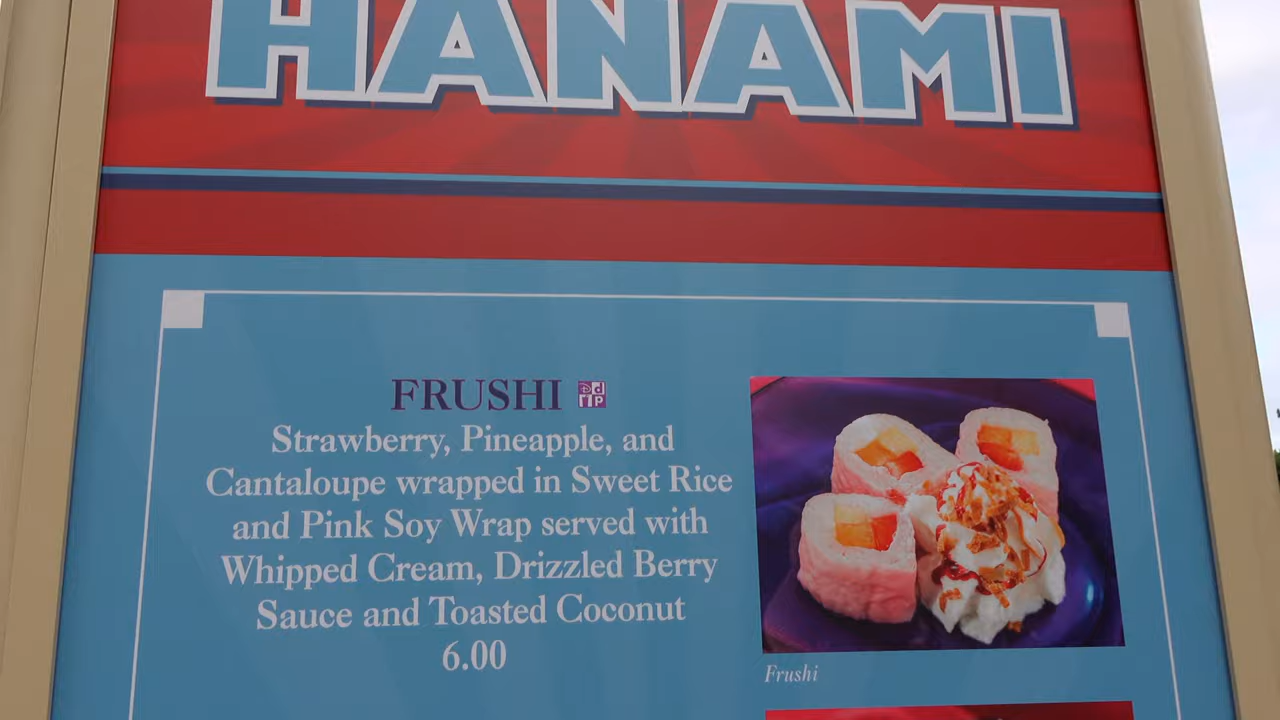 HANAMI
FRUSHI
Strawberry, Pineapple, and
Cantaloupe wrapped in Sweet Rice
and Pink Soy Wrap served with
Whipped Cream, Drizzled Berry
Sauce and Toasted Coconut
6.00
Frushi